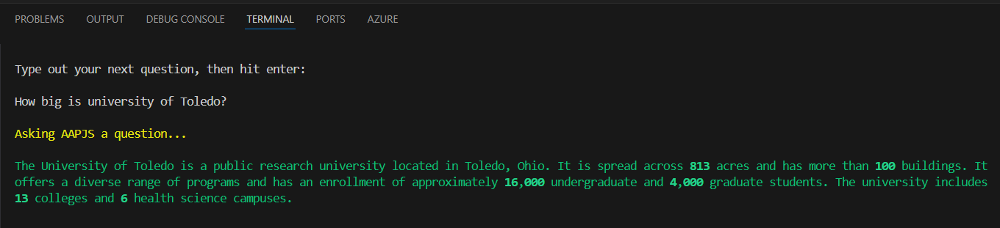 PROBLEMS OUTPUT DEBUG CONSOLE TERMINAL PORTS AZURE
Type out your next question, then hit enter:
How big is university of Toledo?
Asking AAPJS a question...
The University of Toledo is a public research university located in Toledo, Ohio. It is spread across 813 acres and has more than 100 buildings. It
offers a diverse range of programs and has an enrollment of approximately 16,000 undergraduate and 4,000 graduate students. The university includes
13 colleges and 6 health science campuses.